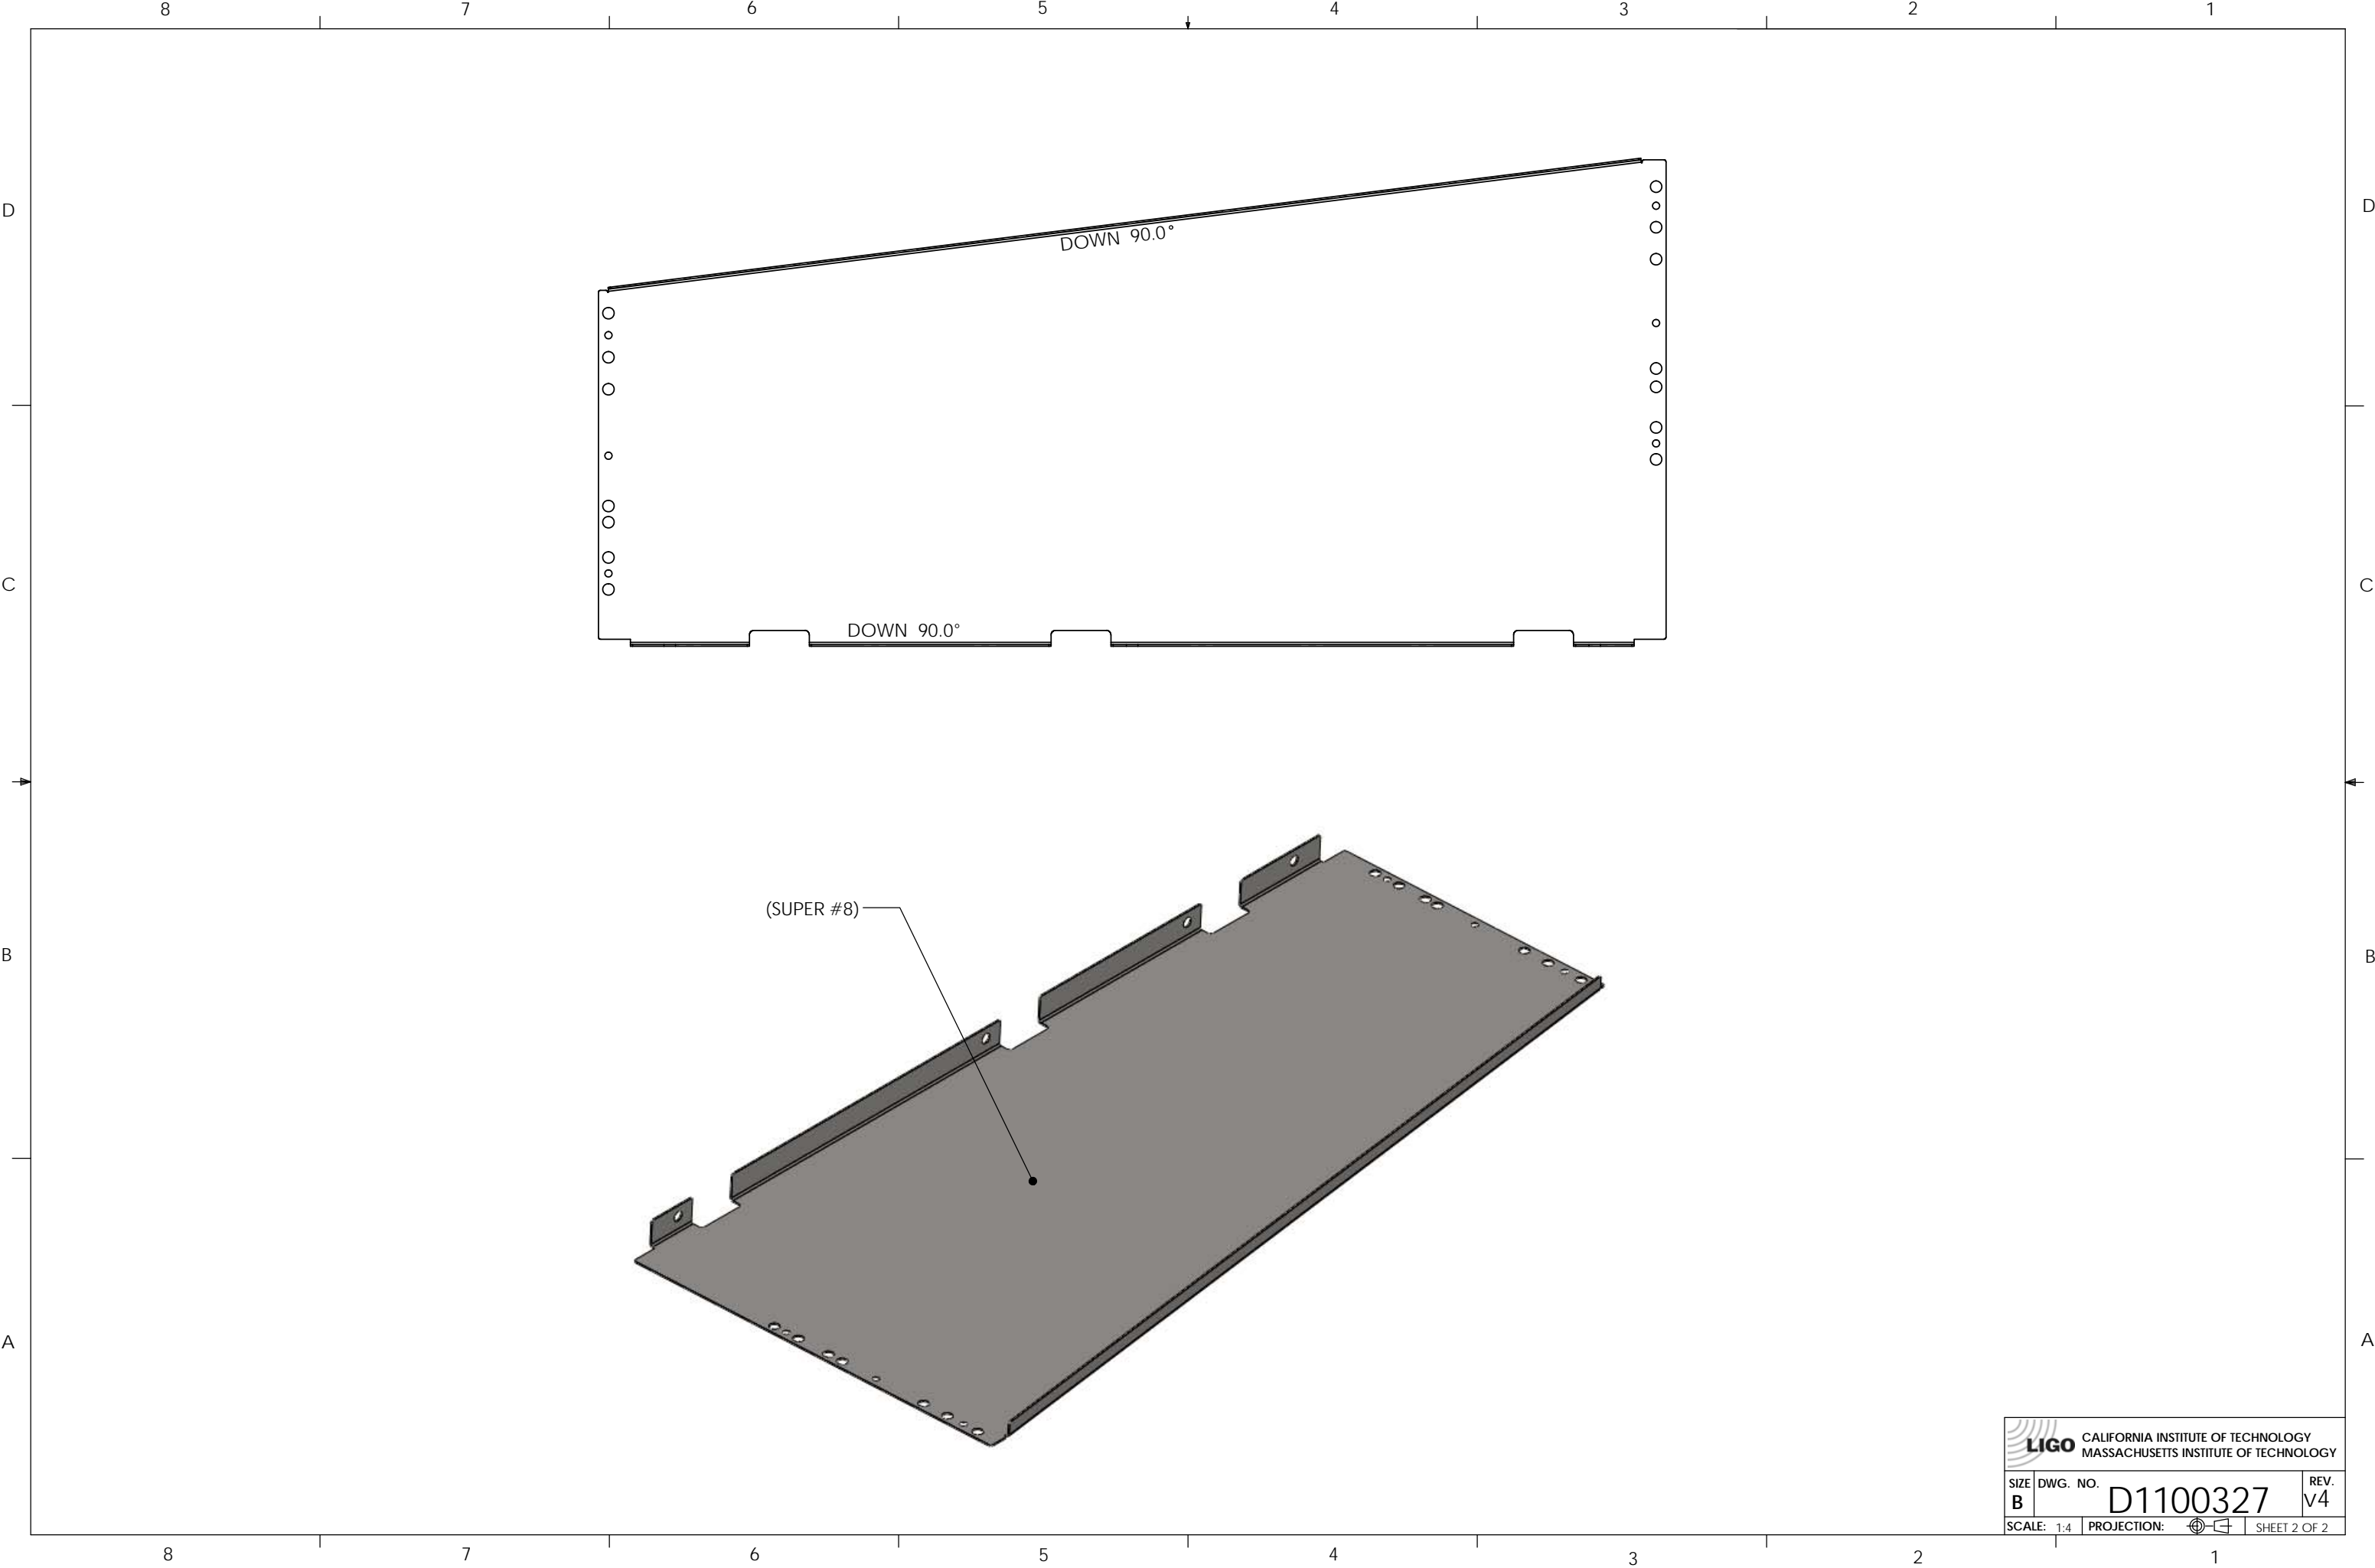 8 7 6 5 4 3 2 1
D D
DOWN 90.0°
C C
DOWN 90.0°
(SUPER #8)
B B
A A
LIGO CALIFORNIA INSTITUTE OF TECHNOLOGY
MASSACHUSETTS INSTITUTE OF TECHNOLOGY
SIZE DWG. NO. REV.
B D1100327 v4
SCALE: 1:4 PROJECTION: SHEET 2 OF 2
8 7 6 5 4 3 2 1